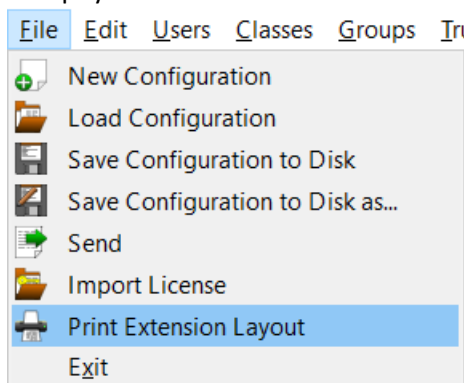 File Edit Users Classes Groups
New Configuration
Load Configuration
Save Configuration to Disk
Save Configuration to Disk as...
Send
Import License
Print Extension Layout
Exit